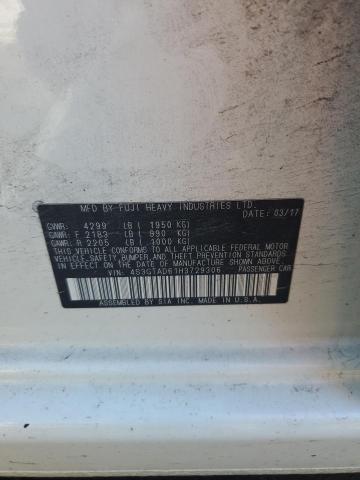 MFD BY FUJI HEAVY INDUSTRIES LTD.
DATE: 03/17
GVWR: 4299 LB ( 1950 KG)
GAWR: F 2183 LB ( 990 KG)
GAWR: R 2205 LB ( 1000 KG)
THIS VEHICLE CONFORMS TO ALL APPLICABLE FEDERAL MOTOR
VEHICLE SAFETY, BUMPER, AND THEFT PREVENTION STANDARDS
IN EFFECT ON THE DATE OF MANUFACTURE SHOWN ABOVE.
VIN: 4S3GTAD61H3729306 PASSENGER CAR
ASSEMBLED BY SIA INC. MADE IN U.S.A.